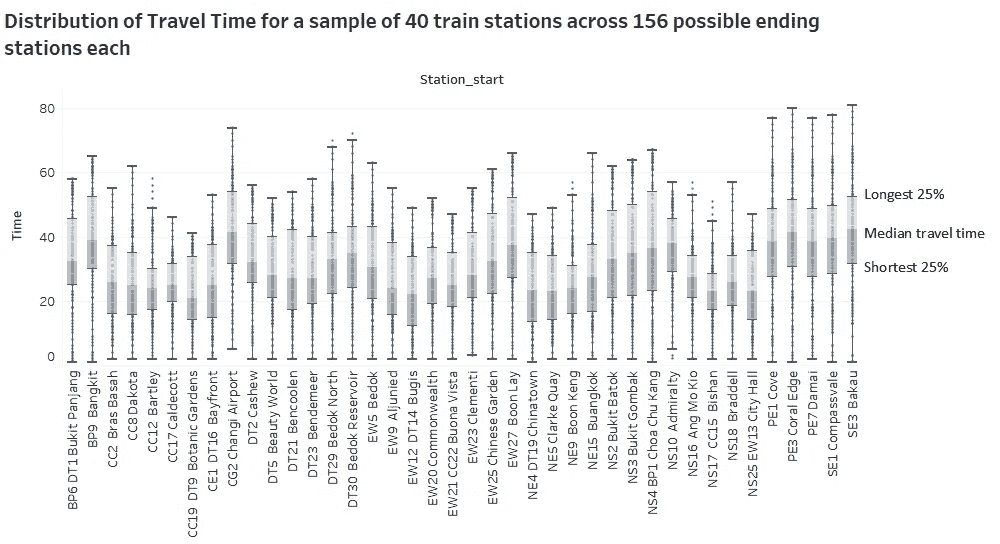 Distribution of Travel Time for a sample of 40 train stations across 156 possible ending
stations each
Station_start
Time
80
60
40
20
0
Longest 25%
Median travel time
Shortest 25%
BP6 DT1 Bukit Panjang
BP9 Bangkit
CC2 Bras Basah
CC8 Dakota
CC12 Bartley
CC17 Caldecott
CC19 DT9 Botanic Gardens
CE1 DT16 Bayfront
CG2 Changi Airport
DT2 Cashew
DT5 Beauty World
DT21 Bencoolen
DT23 Bendemeer
DT29 Bedok North
DT30 Bedok Reservoir
EW5 Bedok
EW9 Aljunied
EW12 DT14 Bugis
EW20 Commonwealth
EW21 CC22 Buona Vista
EW23 Clementi
EW25 Chinese Garden
EW27 Boon Lay
NE4 DT19 Chinatown
NE5 Clarke Quay
NE9 Boon Keng
NE15 Buangkok
NS2 Bukit Batok
NS3 Bukit Gombak
NS4 BP1 Choa Chu Kang
NS10 Admiralty
NS16 Ang Mo Kio
NS17 CC15 Bishan
NS18 Braddell
NS25 EW13 City Hall
PE1 Cove
PE3 Coral Edge
PE7 Damai
SE1 Compassvale
SE3 Bakau